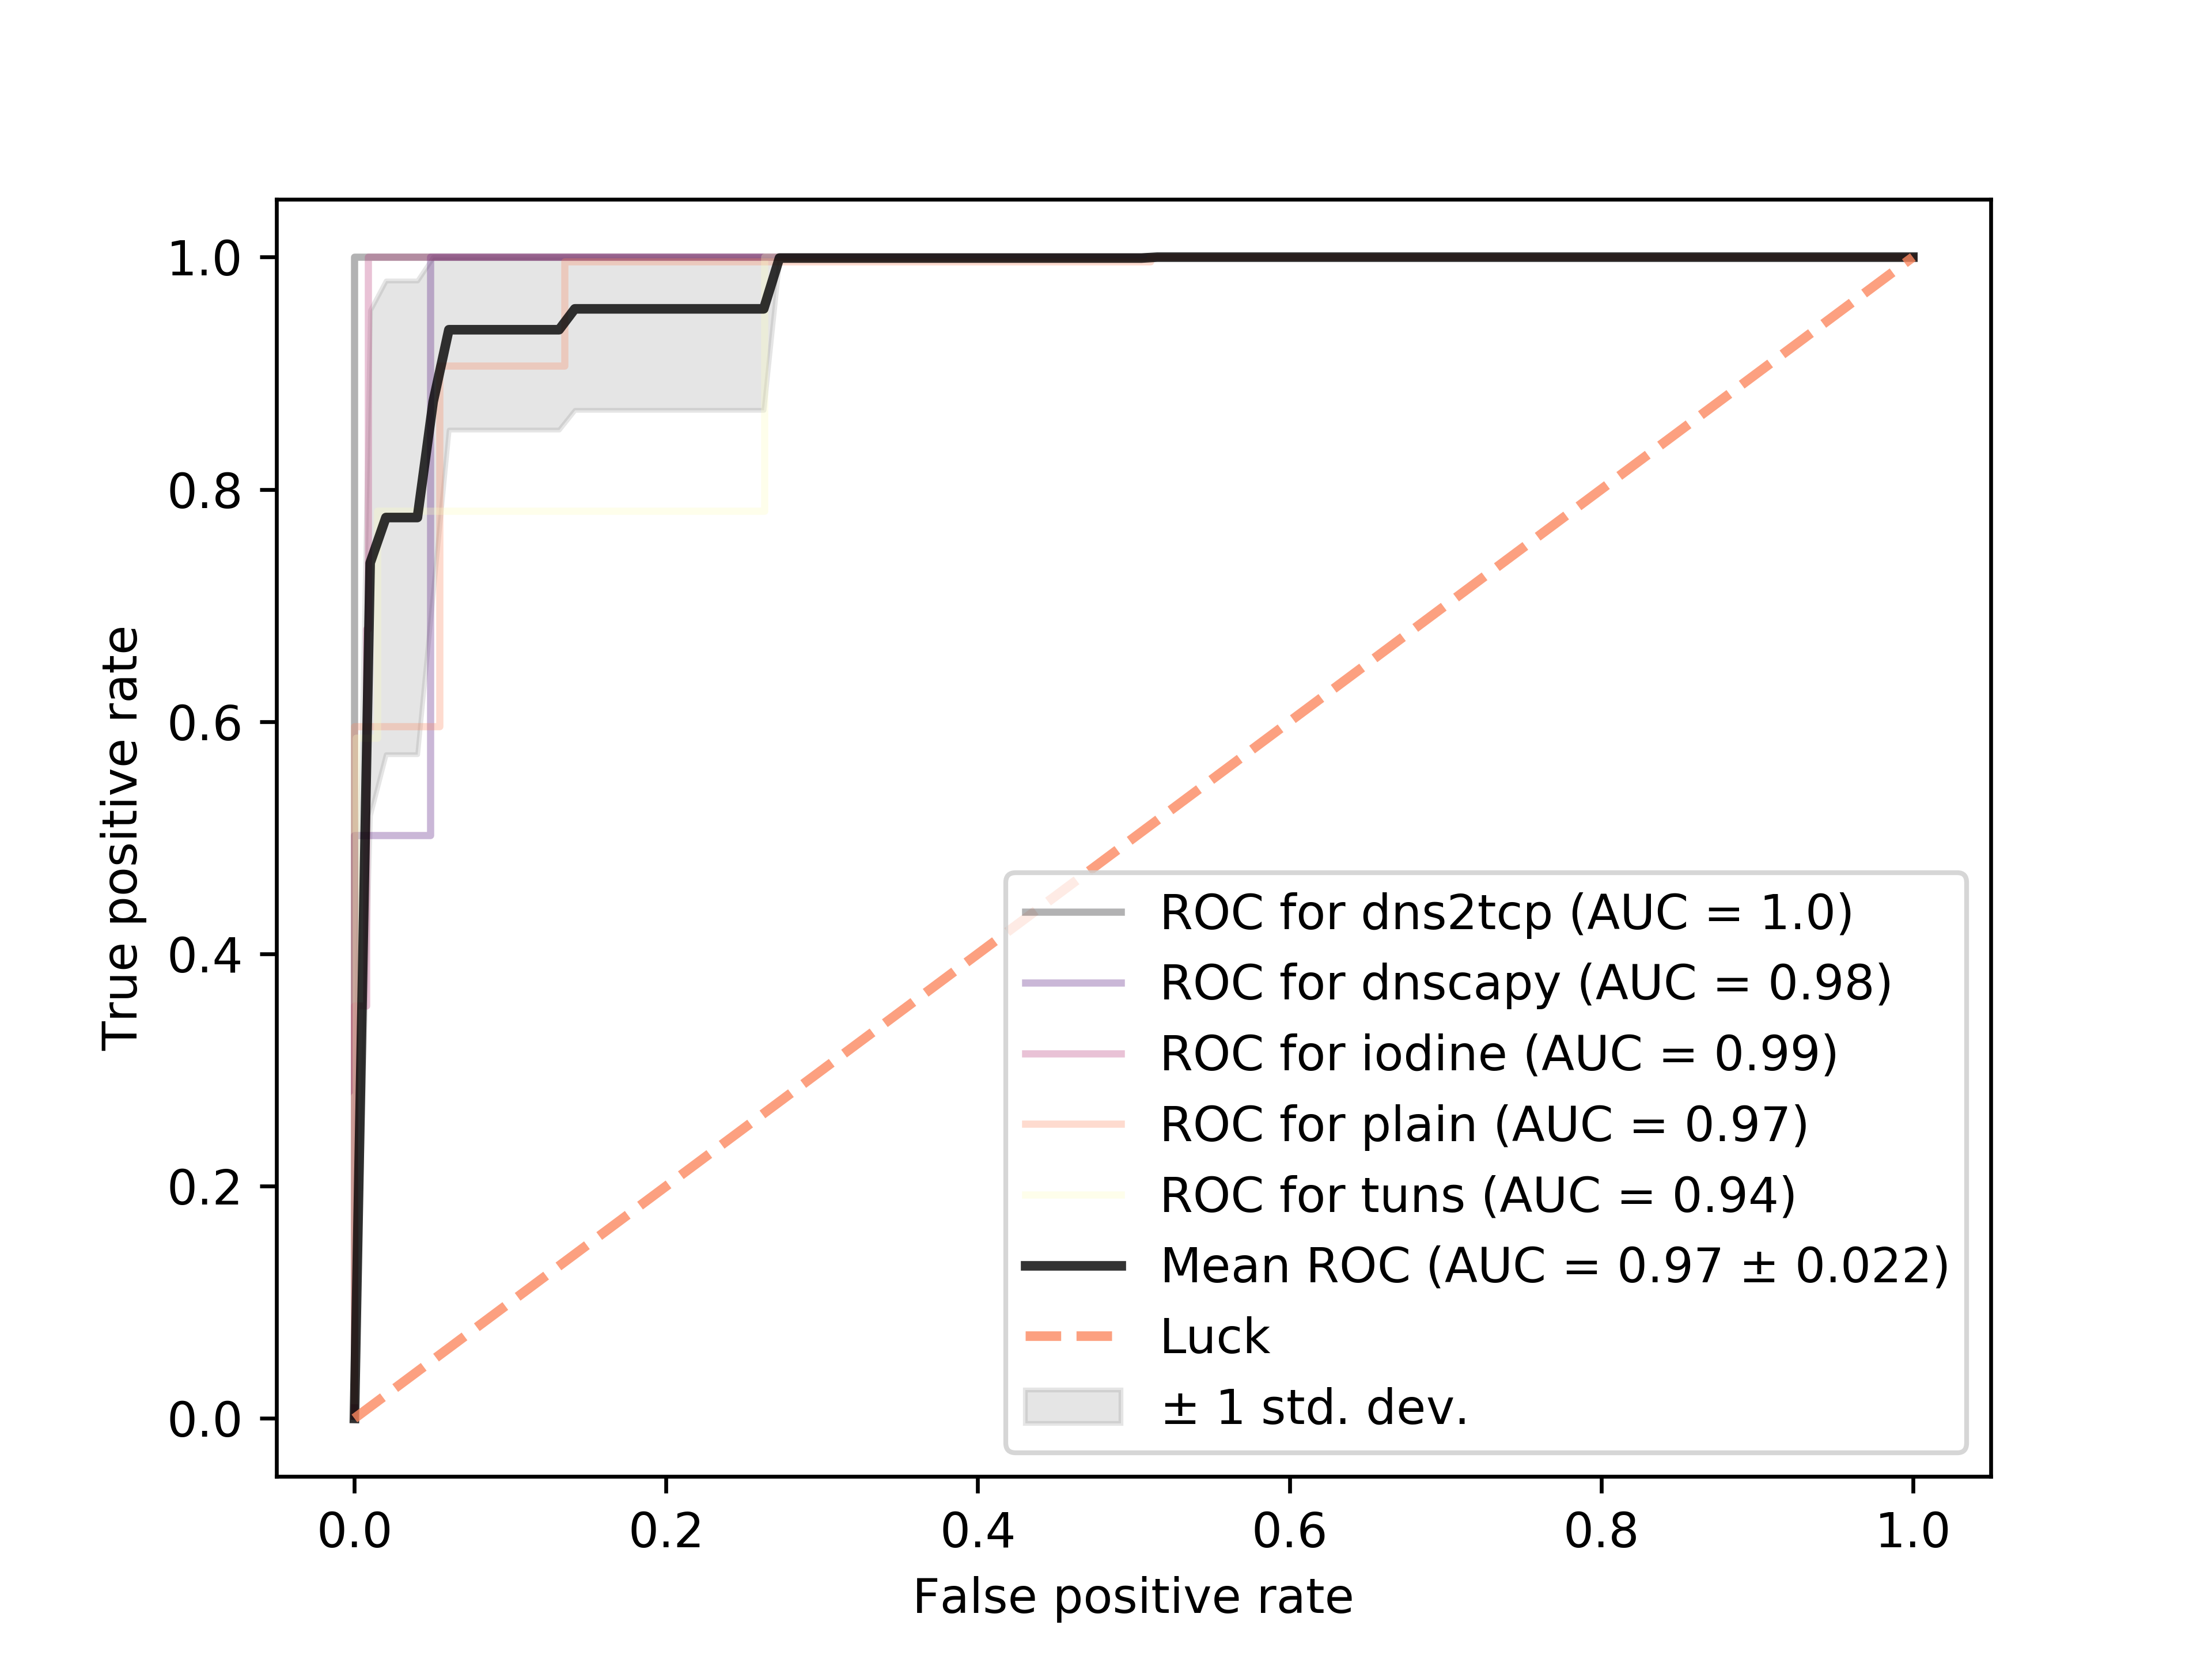 1.0
0.8
0.6
0.4
0.2
0.0
True positive rate
ROC for dns2tcp (AUC = 1.0)
ROC for dnscapy (AUC = 0.98)
ROC for iodine (AUC = 0.99)
ROC for plain (AUC = 0.97)
ROC for tuns (AUC = 0.94)
Mean ROC (AUC = 0.97 ± 0.022)
Luck
± 1 std. dev.
0.0 0.2 0.4 0.6 0.8 1.0
False positive rate